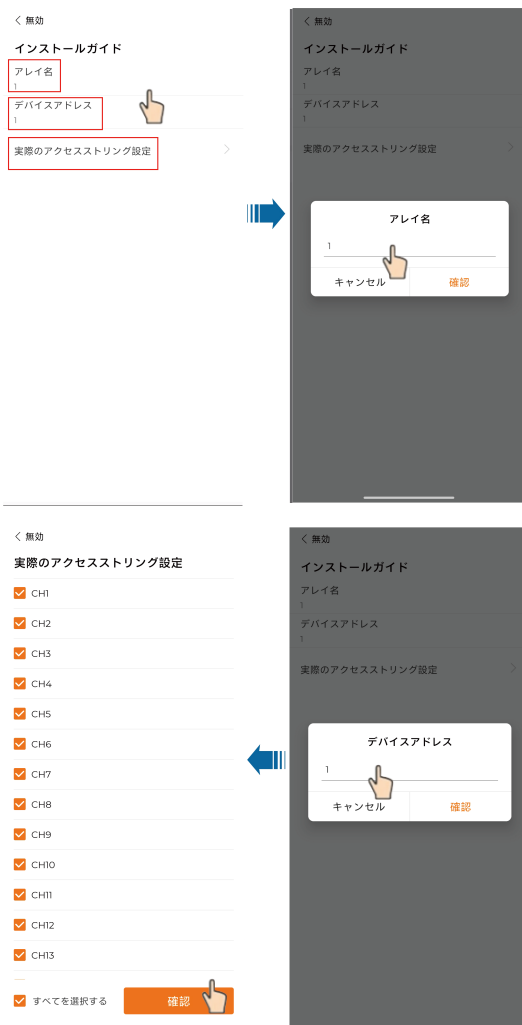 無効
インストールガイド
アレイ名
1
デバイスアドレス
1
実際のアクセスストリング設定
無効
インストールガイド
アレイ名
1
デバイスアドレス
1
実際のアクセスストリング設定
アレイ名
1
キャンセル
確認
無効
インストールガイド
アレイ名
1
デバイスアドレス
1
実際のアクセスストリング設定
デバイスアドレス
1
キャンセル
確認
無効
実際のアクセスストリング設定
CH1
CH2
CH3
CH4
CH5
CH6
CH7
CH8
CH9
CH10
CH11
CH12
CH13
すべてを選択する
確認